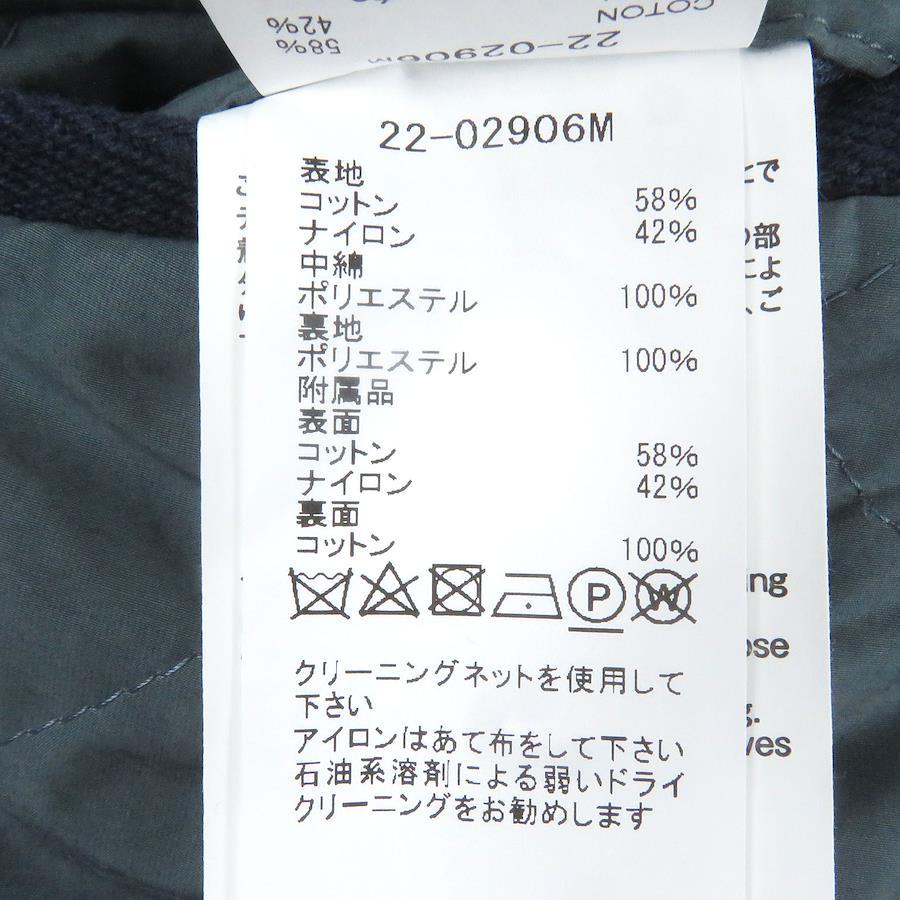 COTON
58%
42%
22-02906M
22-02906M
表地
コットン 58%
ナイロン 42%
中綿
ポリエステル 100%
裏地
ポリエステル 100%
附属品
表面
コットン 58%
ナイロン 42%
裏面
コットン 100%
P
W
クリーニングネットを使用して
下さい
アイロンはあて布をして下さい
石油系溶剤による弱いドライ
クリーニングをお勧めします